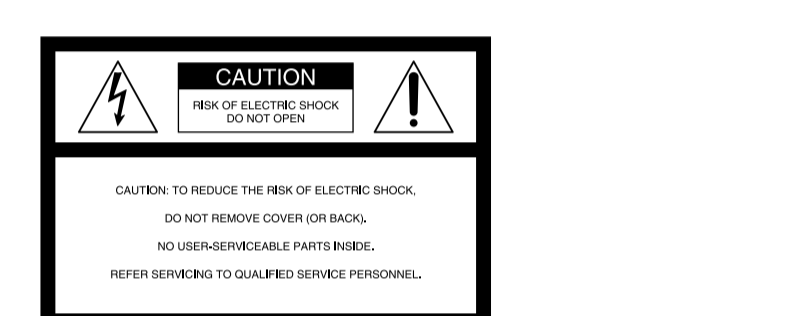 CAUTION
RISK OF ELECTRIC SHOCK
DO NOT OPEN
CAUTION: TO REDUCE THE RISK OF ELECTRIC SHOCK,
DO NOT REMOVE COVER (OR BACK).
NO USER-SERVICEABLE PARTS INSIDE.
REFER SERVICING TO QUALIFIED SERVICE PERSONNEL.